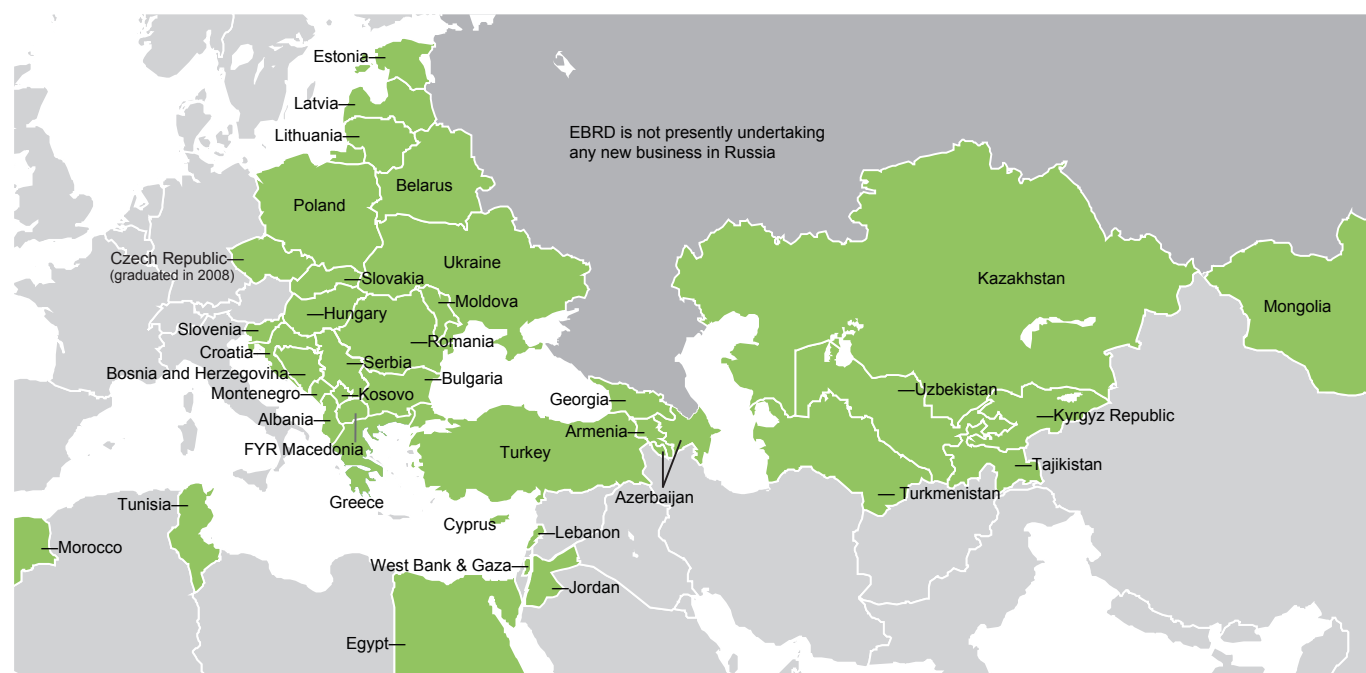 Estonia
Latvia
Lithuania
EBRD is not presently undertaking
any new business in Russia
Belarus
Poland
Czech Republic
(graduated in 2008)
Ukraine
Slovakia
Kazakhstan
Moldova
Mongolia
Hungary
Slovenia
Romania
Croatia
Serbia
Bosnia and Herzegovina
Bulgaria
Uzbekistan
Montenegro
Kosovo
Georgia
Kyrgyz Republic
Albania
Armenia
FYR Macedonia
Turkey
Tajikistan
Turkmenistan
Azerbaijan
Greece
Tunisia
Cyprus
Lebanon
Morocco
West Bank & Gaza
Jordan
Egypt